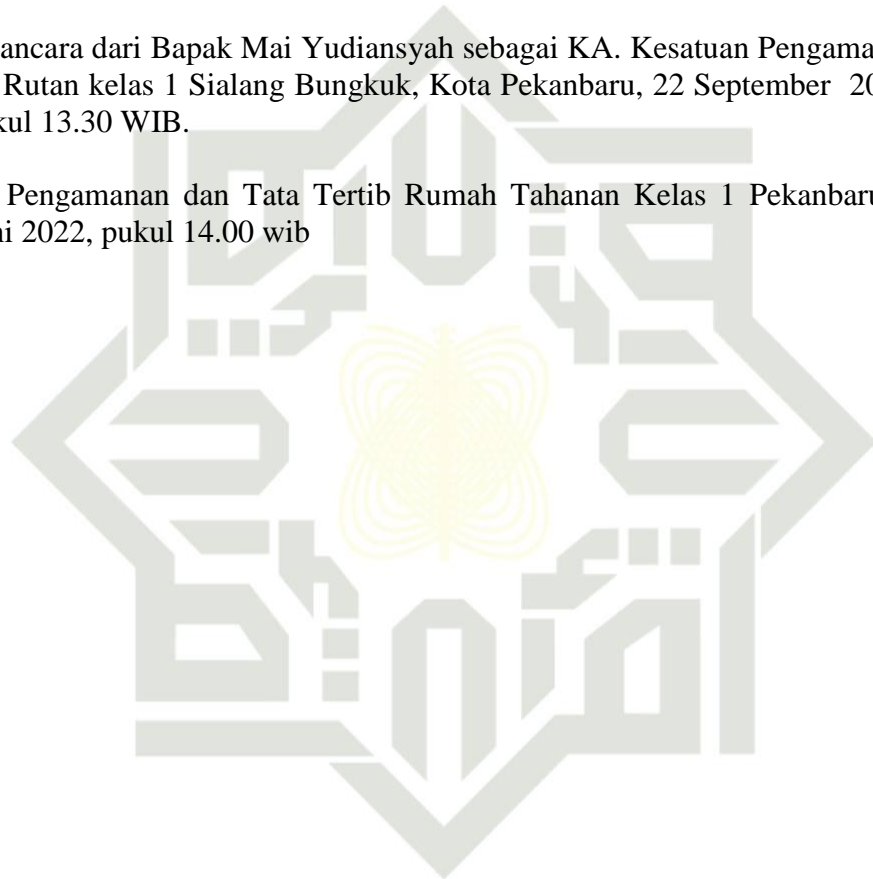 ancara dari Bapak Mai Yudiansyah sebagai KA. Kesatuan Pengama
Rutan kelas 1 Sialang Bungkuk, Kota Pekanbaru, 22 September 20
kul 13.30 WIB.
Pengamanan dan Tata Tertib Rumah Tahanan Kelas 1 Pekanbaru
ni 2022, pukul 14.00 wib